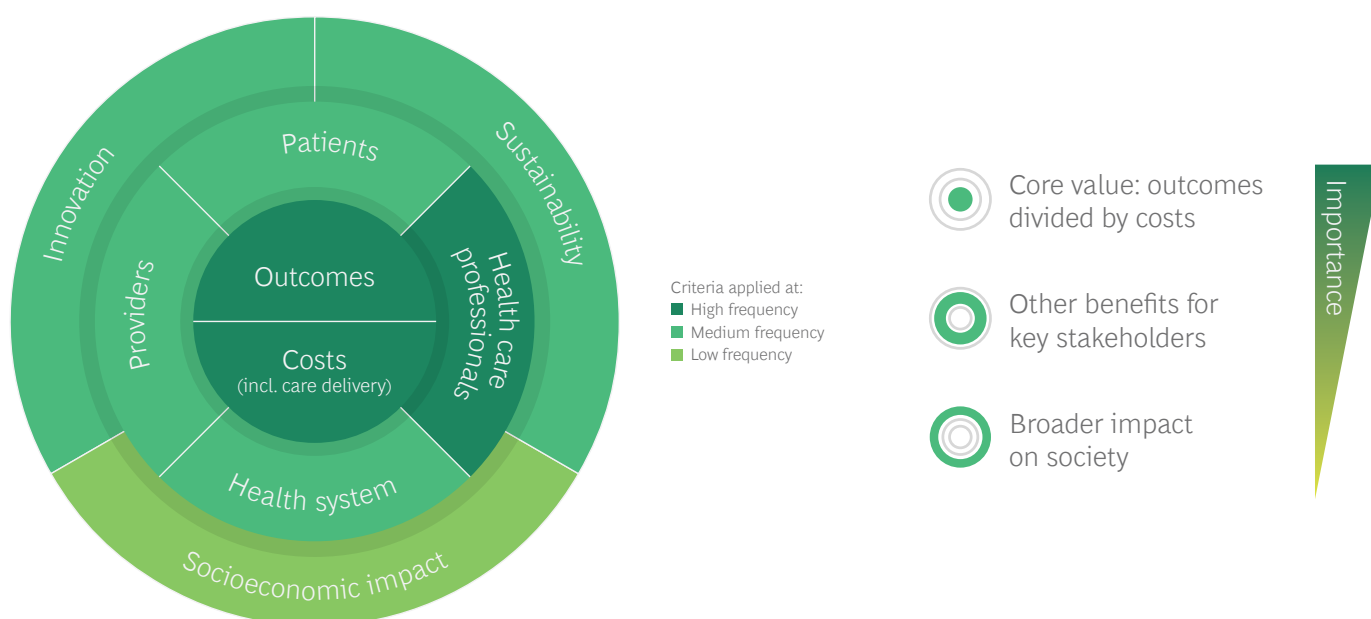 Innovation
Sustainability
Patients
Providers
Health care
professionals
Health system
Outcomes
Costs
(incl. care delivery)
Socioeconomic impact
Criteria applied at:
High frequency
Medium frequency
Low frequency
Core value: outcomes
divided by costs
Other benefits for
key stakeholders
Broader impact
on society
Importance